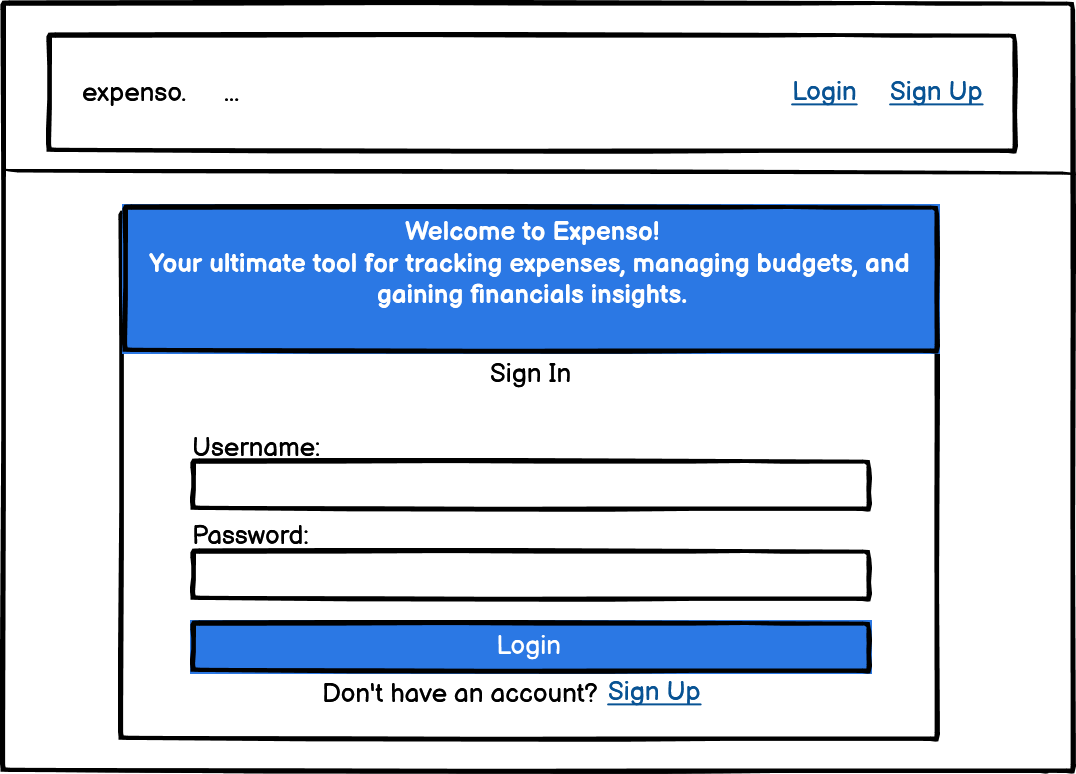 expenso. ... Login Sign Up
Welcome to Expenso!
Your ultimate tool for tracking expenses, managing budgets, and
gaining financials insights.
Sign In
Username:
Password:
Login
Don't have an account? Sign Up